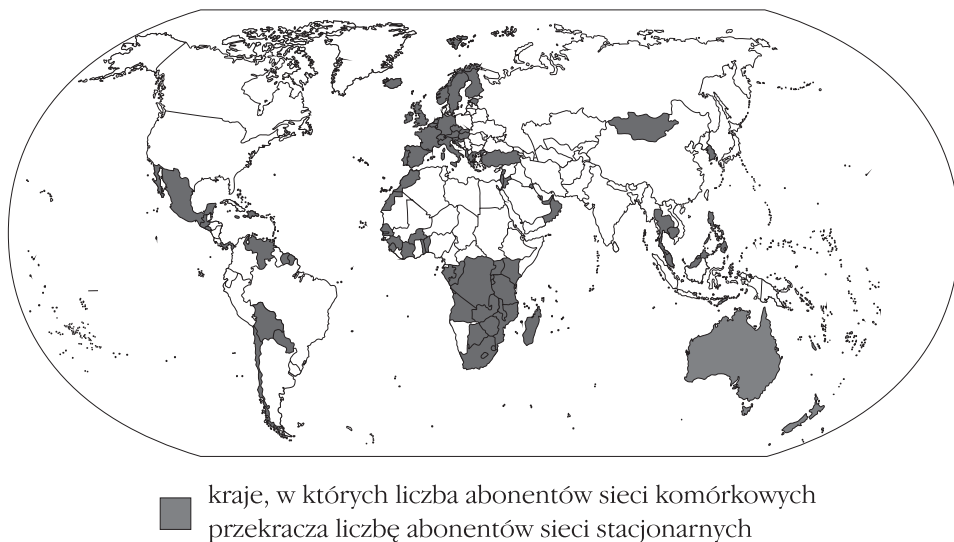 kraje, w których liczba abonentów sieci komórkowych
przekracza liczbę abonentów sieci stacjonarnych